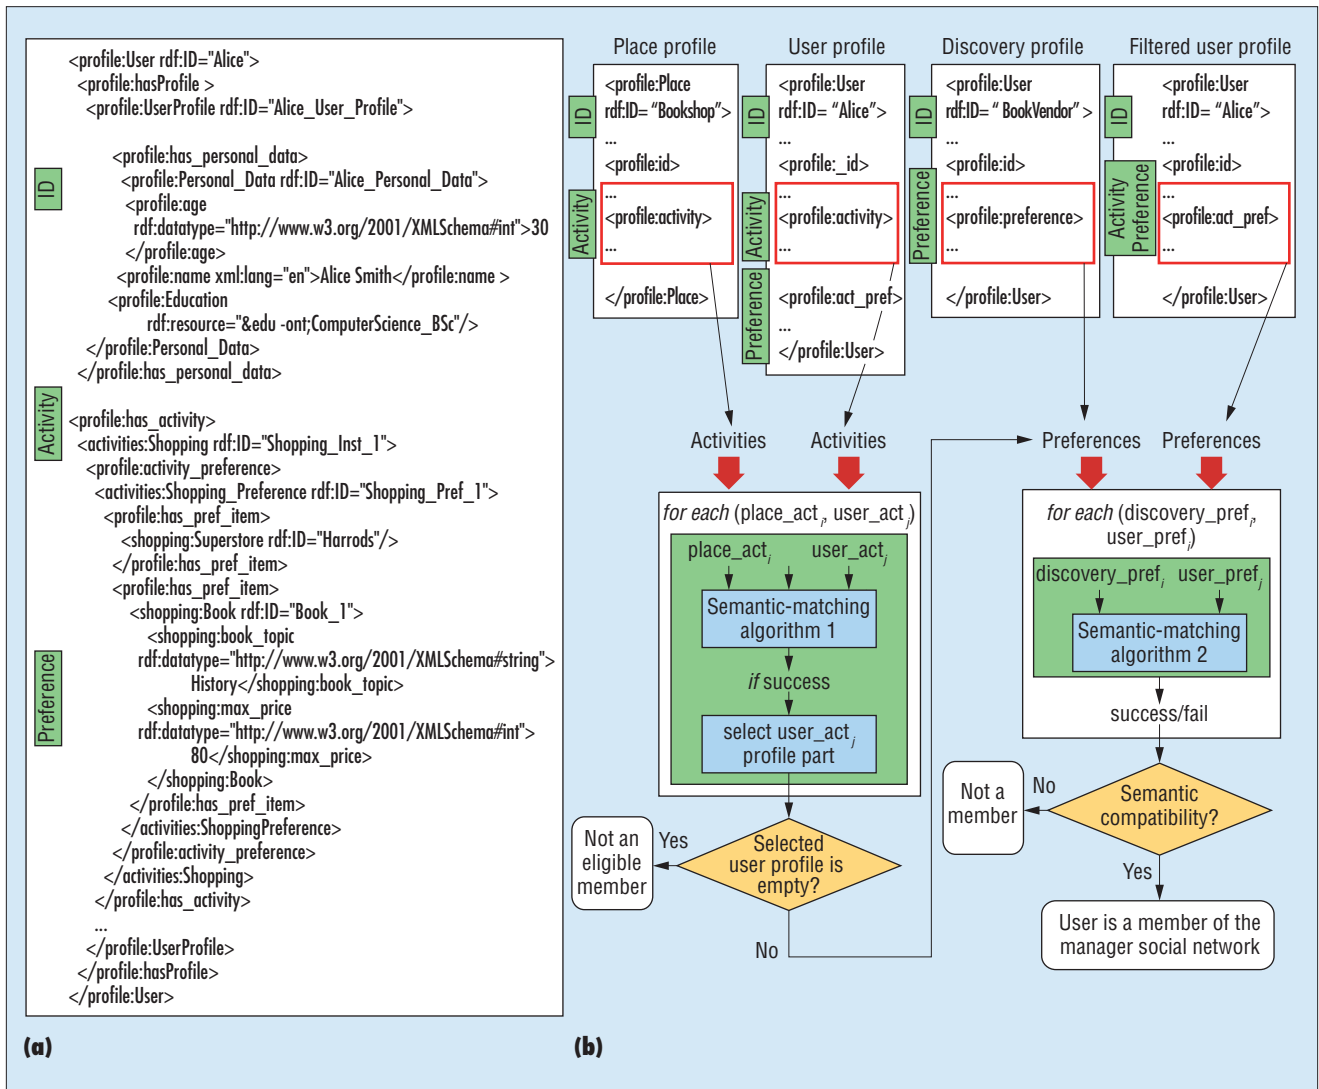 <profile:User rdf:ID="Alice">
<profile:hasProfile >
<profile:UserProfile rdf:ID="Alice_User_Profile">
ID
<profile:has_personal_data>
<profile:Personal_Data rdf:ID="Alice_Personal_Data">
<profile:age
rdf:datatype="http://www.w3.org/2001/XMLSchema#int">30
</profile:age>
<profile:name xml:lang="en">Alice Smith</profile:name >
<profile:Education
rdf:resource="&edu -ont;ComputerScience_BSc"/>
</profile:Personal_Data>
</profile:has_personal_data>
Activity
<profile:has_activity>
<activities:Shopping rdf:ID="Shopping_Inst_1">
<profile:activity_preference>
<activities:Shopping_Preference rdf:ID="Shopping_Pref_1">
<profile:has_pref_item>
<shopping:Superstore rdf:ID="Harrods"/>
</profile:has_pref_item>
<profile:has_pref_item>
<shopping:Book rdf:ID="Book_1">
<shopping:book_topic
rdf:datatype="http://www.w3.org/2001/XMLSchema#string">
History</shopping:book_topic>
Preference
<shopping:max_price
rdf:datatype="http://www.w3.org/2001/XMLSchema#int">
80</shopping:max_price>
</shopping:Book>
</profile:has_pref_item>
</activities:ShoppingPreference>
</profile:activity_preference>
</activities:Shopping>
</profile:has_activity>
...
</profile:UserProfile>
</profile:hasProfile>
</profile:User>
(a)
Place profile
ID
<profile:Place
rdf:ID= “Bookshop”>
...
<profile:id>
Activity
...
<profile:activity>
...
</profile:Place>
User profile
ID
<profile:User
rdf:ID= “Alice”>
...
<profile:_id>
Activity
...
<profile:activity>
...
Preference
<profile:act_pref>
...
</profile:User>
Discovery profile
ID
<profile:User
rdf:ID= “ BookVendor” >
...
<profile:id>
Preference
...
<profile:preference>
...
</profile:User>
Filtered user profile
ID
<profile:User
rdf:ID= “Alice”>
...
<profile:id>
Activity
Preference
...
<profile:act_pref>
...
</profile:User>
Activities
Activities
for each (place_act i, user_act j)
place_act i
user_act j
Semantic-matching
algorithm 1
if success
select user_act j
profile part
Selected
user profile is
empty?
Yes
Not an
eligible
member
No
Preferences
Preferences
for each (discovery_pref i,
user_pref i)
discovery_pref i
user_pref j
Semantic-matching
algorithm 2
success/fail
Semantic
compatibility?
No
Not a
member
Yes
User is a member of the
manager social network
(b)